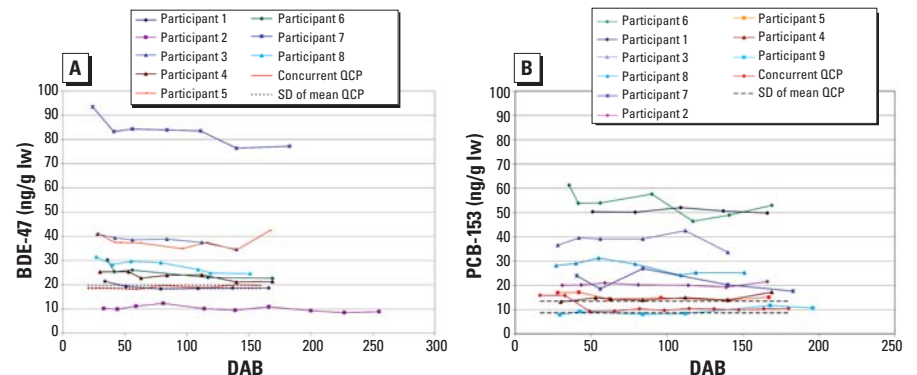 A
Participant 1
Participant 2
Participant 3
Participant 4
Participant 5
Participant 6
Participant 7
Participant 8
Concurrent QCP
SD of mean QCP
BDE-47 (ng/g lw)
100
90
80
70
60
50
40
30
20
10
0
0 50 100 150 200 250 300
DAB
B
Participant 6
Participant 1
Participant 3
Participant 8
Participant 7
Participant 2
Participant 5
Participant 4
Participant 9
Concurrent QCP
SD of mean QCP
PCB-153 (ng/g lw)
100
90
80
70
60
50
40
30
20
10
0
0 50 100 150 200 250 300
DAB